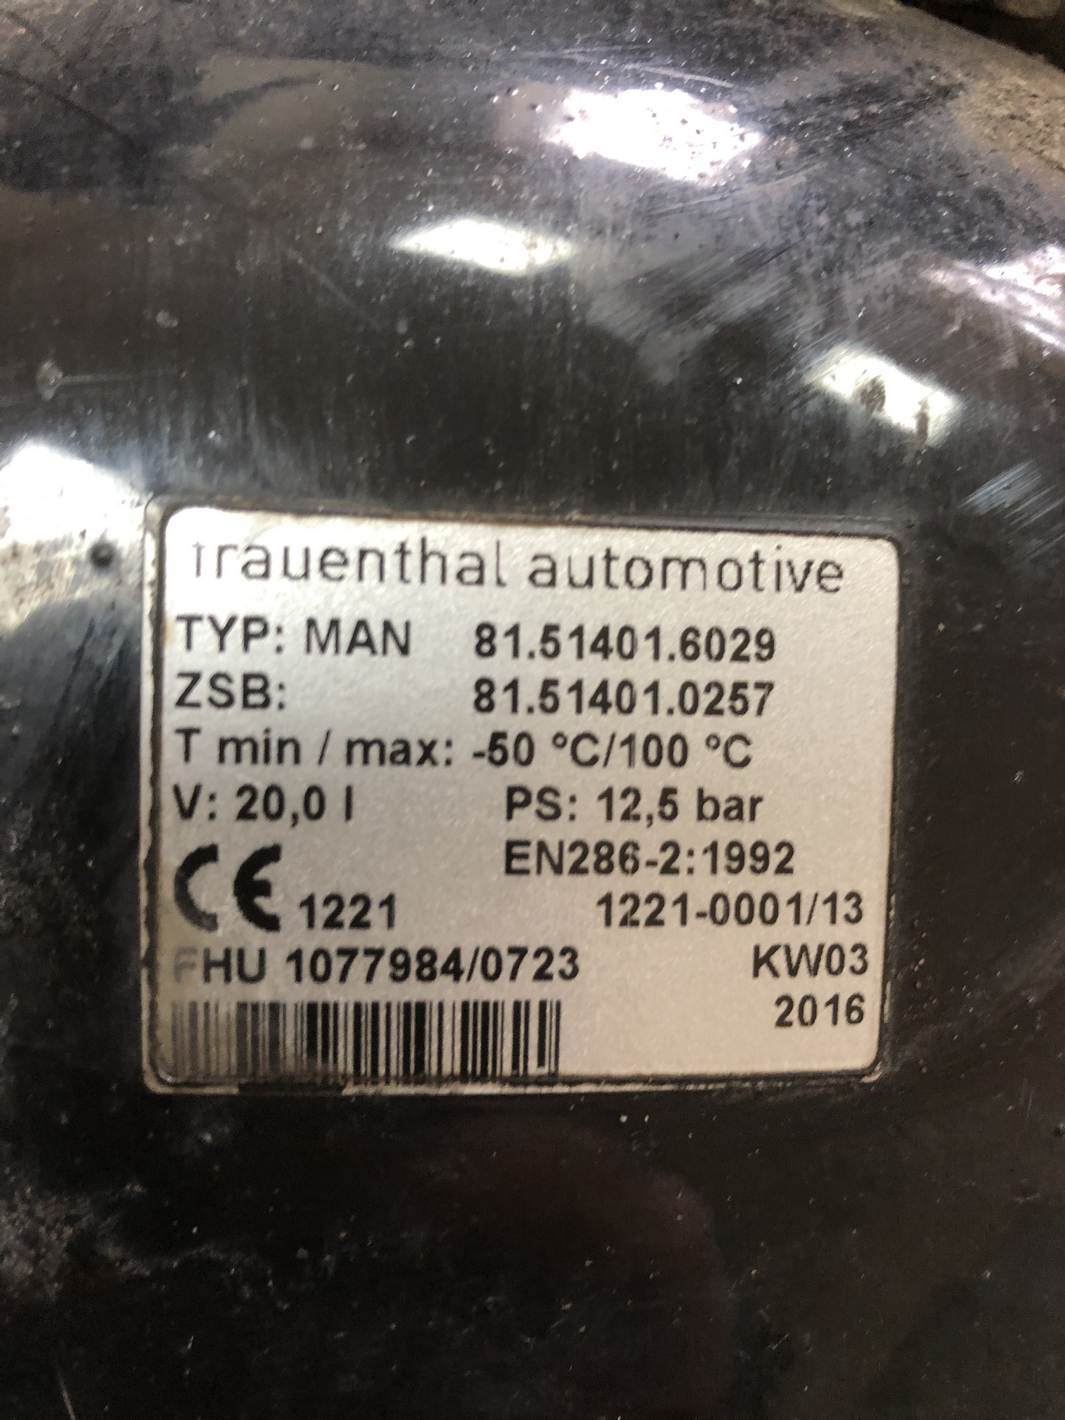 trauenthal automotive
TYP: MAN 81.51401.6029
ZSB: 81.51401.0257
T min / max: -50 °C/100 °C
V: 20,0 l PS: 12,5 bar
EN286-2:1992
CE 1221 1221-0001/13
FHU 1077984/0723 KW03
2016